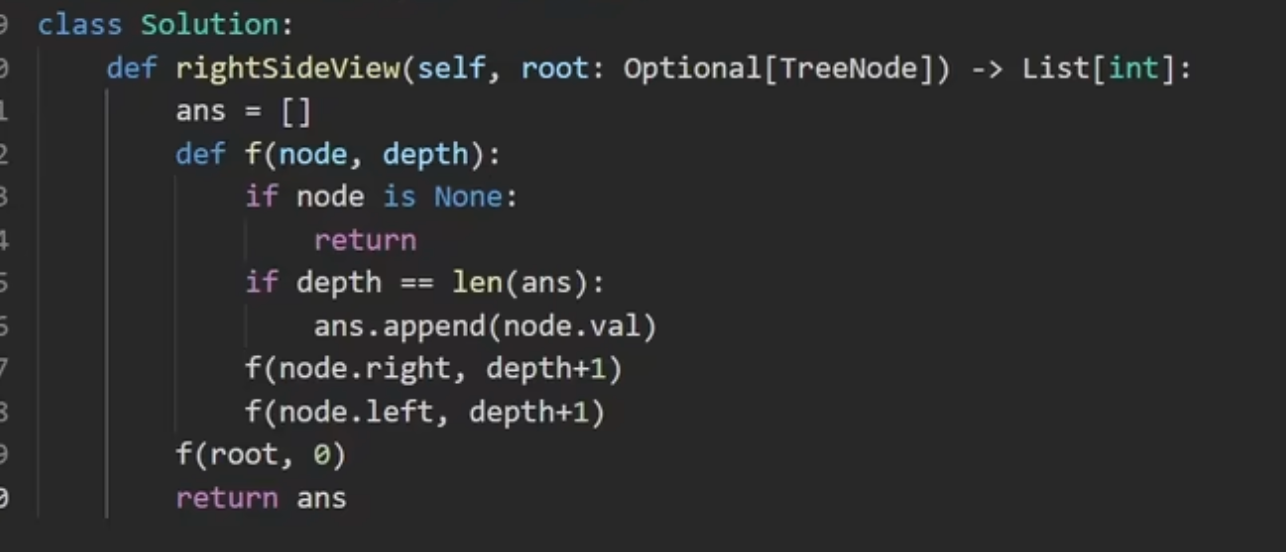 9 class Solution:
0     def rightSideView(self, root: Optional[TreeNode]) -> List[int]:
1         ans = []
2         def f(node, depth):
3             if node is None:
4                 return
5             if depth == len(ans):
6                 ans.append(node.val)
7             f(node.right, depth+1)
8             f(node.left, depth+1)
9         f(root, 0)
0         return ans